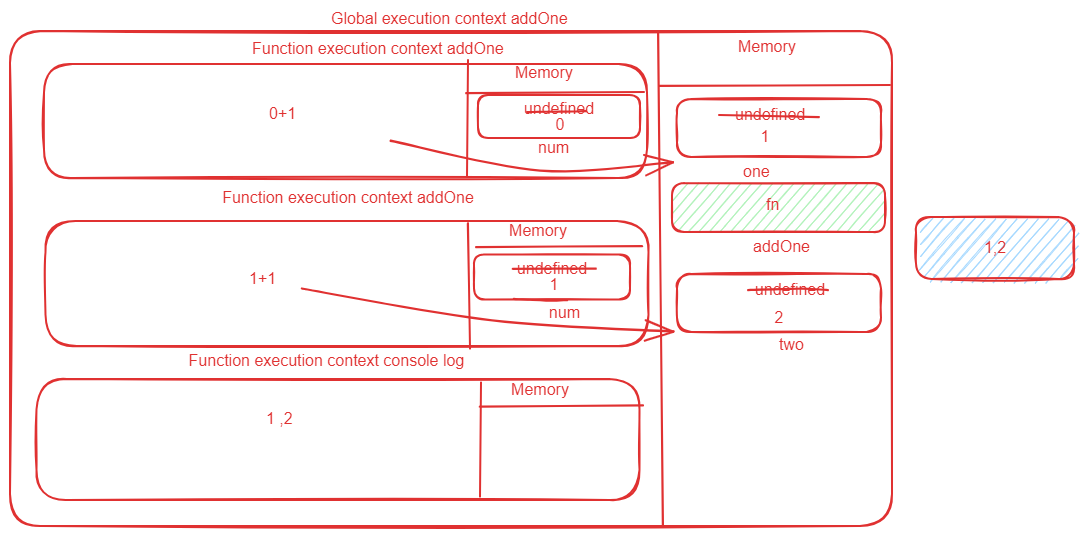 Global execution context addOne
Function execution context addOne
Memory
0+1
undefined
0
num
Function execution context addOne
Memory
1+1
undefined
1
num
Function execution context console log
Memory
1 ,2
Memory
undefined
1
one
fn
addOne
undefined
2
two
1,2